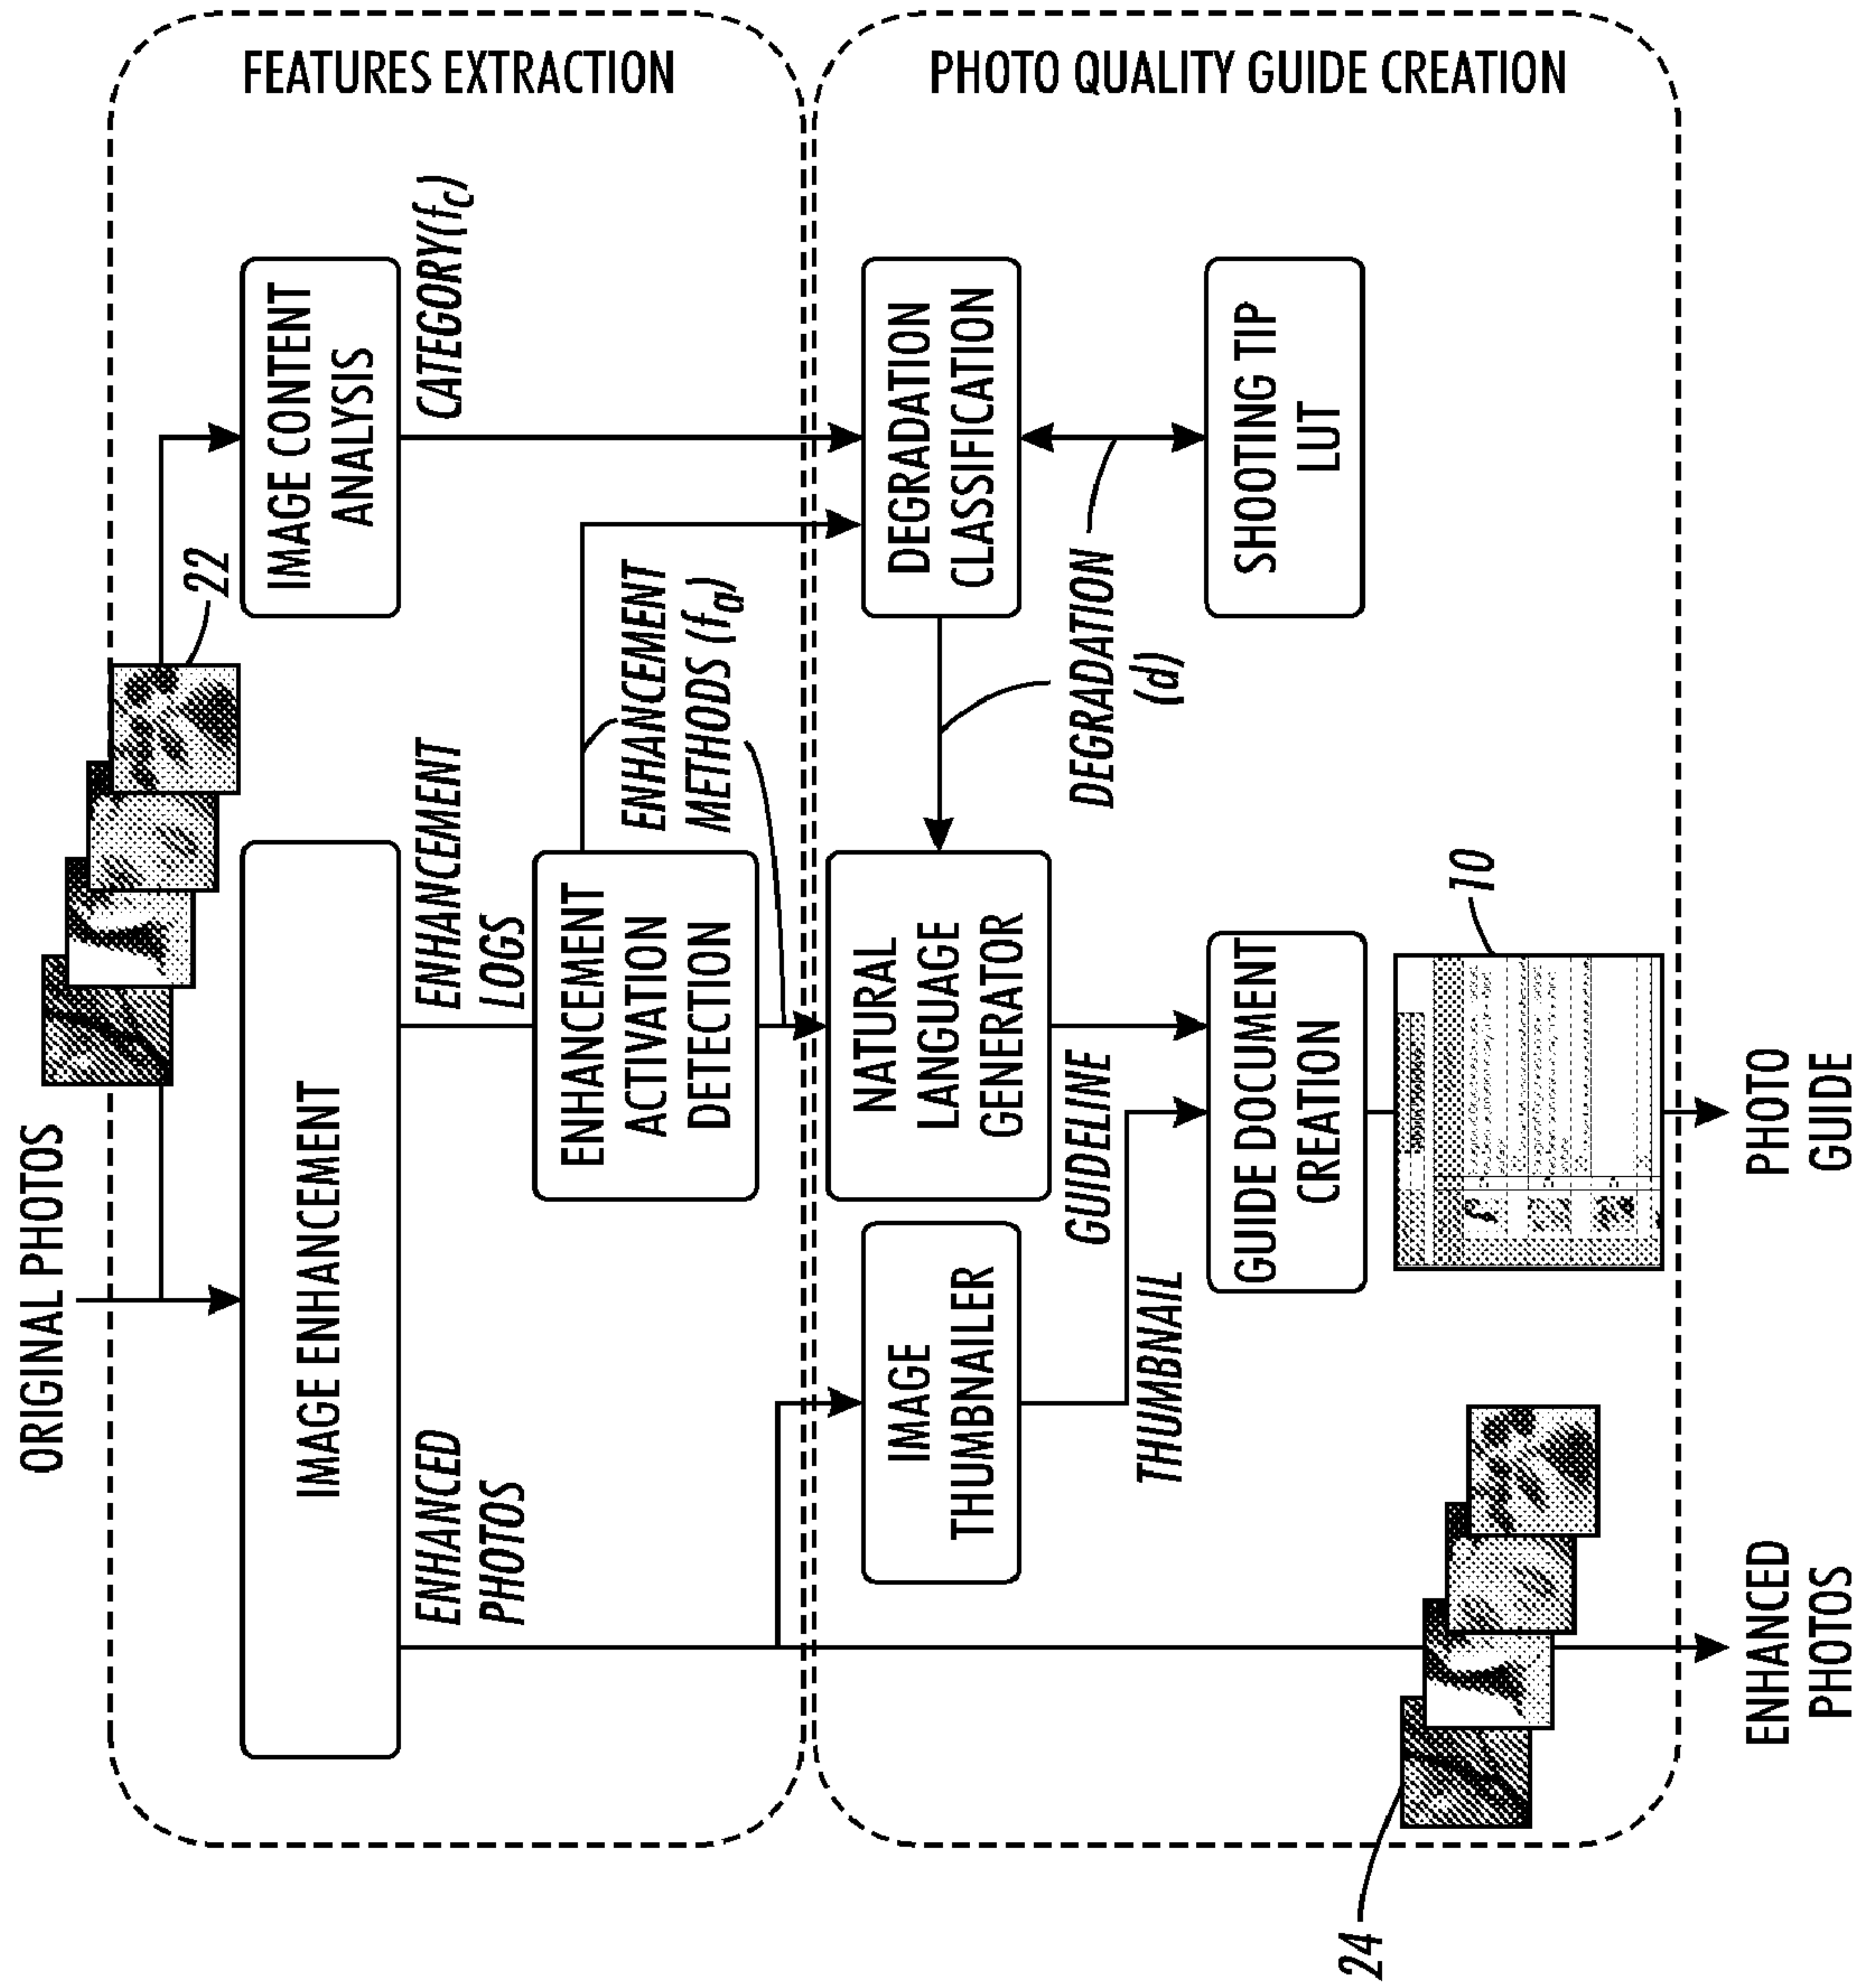 ORIGINAL PHOTOS
22
FEATURES EXTRACTION
IMAGE ENHANCEMENT
IMAGE CONTENT
ANALYSIS
ENHANCED
PHOTOS
ENHANCEMENT
LOGS
CATEGORY(fc)
ENHANCEMENT
ACTIVATION
DETECTION
ENHANCEMENT
METHODS (fa)
PHOTO QUALITY GUIDE CREATION
IMAGE
THUMBNAILER
NATURAL
LANGUAGE
GENERATOR
DEGRADATION
CLASSIFICATION
GUIDELINE
THUMBNAIL
DEGRADATION
(d)
GUIDE DOCUMENT
CREATION
SHOOTING TIP
LUT
24
10
ENHANCED
PHOTOS
PHOTO
GUIDE